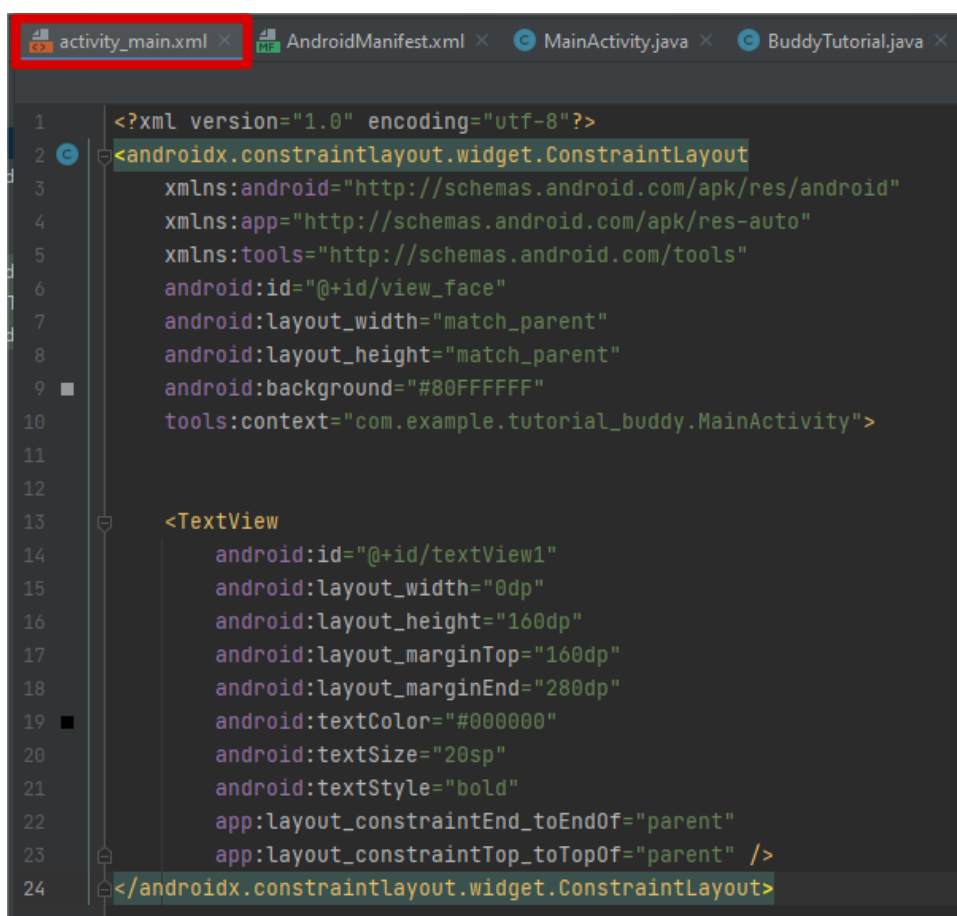 activity_main.xml × AndroidManifest.xml × C MainActivity.java × C BuddyTutorial.java ×
1 <?xml version="1.0" encoding="utf-8"?>
2 C <androidx.constraintlayout.widget.ConstraintLayout
3 xmlns:android="http://schemas.android.com/apk/res/android"
4 xmlns:app="http://schemas.android.com/apk/res-auto"
5 xmlns:tools="http://schemas.android.com/tools"
6 android:id="@+id/view_face"
7 android:layout_width="match_parent"
8 android:layout_height="match_parent"
9 android:background="#80FFFFFF"
10 tools:context="com.example.tutorial_buddy.MainActivity">
11
12
13 <TextView
14 android:id="@+id/textView1"
15 android:layout_width="0dp"
16 android:layout_height="160dp"
17 android:layout_marginTop="160dp"
18 android:layout_marginEnd="280dp"
19 android:textColor="#000000"
20 android:textSize="20sp"
21 android:textStyle="bold"
22 app:layout_constraintEnd_toEndOf="parent"
23 app:layout_constraintTop_toTopOf="parent" />
24 </androidx.constraintlayout.widget.ConstraintLayout>